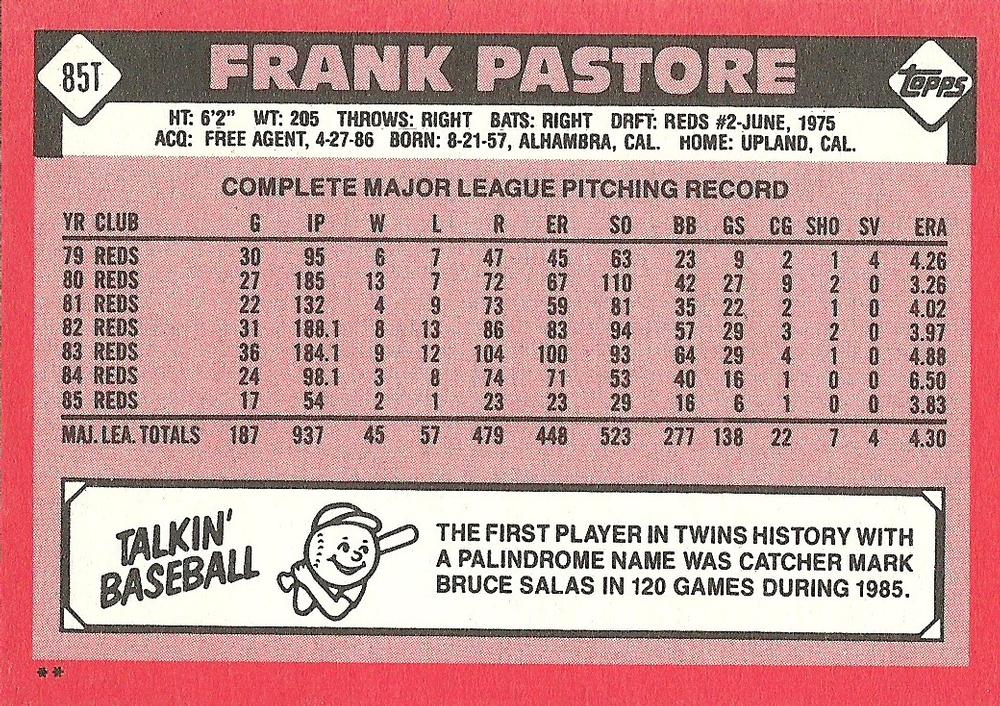 85T
FRANK PASTORE
TOPPS
HT: 6'2" WT: 205 THROWS: RIGHT BATS: RIGHT DRFT: REDS #2-JUNE, 1975
ACQ: FREE AGENT, 4-27-86 BORN: 8-21-57, ALHAMBRA, CAL. HOME: UPLAND, CAL.
COMPLETE MAJOR LEAGUE PITCHING RECORD
YR CLUB G IP W L R ER SO BB GS CG SHO SV ERA
79 REDS 30 95 6 7 47 45 63 23 9 2 1 4 4.26
80 REDS 27 185 13 7 72 67 110 42 27 9 2 0 3.26
81 REDS 22 132 4 9 73 59 81 35 22 2 1 0 4.02
82 REDS 31 188.1 8 13 86 83 94 57 29 3 2 0 3.97
83 REDS 36 184.1 9 12 104 100 93 64 29 4 1 0 4.88
84 REDS 24 98.1 3 8 74 71 53 40 16 1 0 0 6.50
85 REDS 17 54 2 1 23 23 29 16 6 1 0 0 3.83
MAJ. LEA. TOTALS 187 937 45 57 479 448 523 277 138 22 7 4 4.30
TALKIN'
BASEBALL
THE FIRST PLAYER IN TWINS HISTORY WITH
A PALINDROME NAME WAS CATCHER MARK
BRUCE SALAS IN 120 GAMES DURING 1985.
**